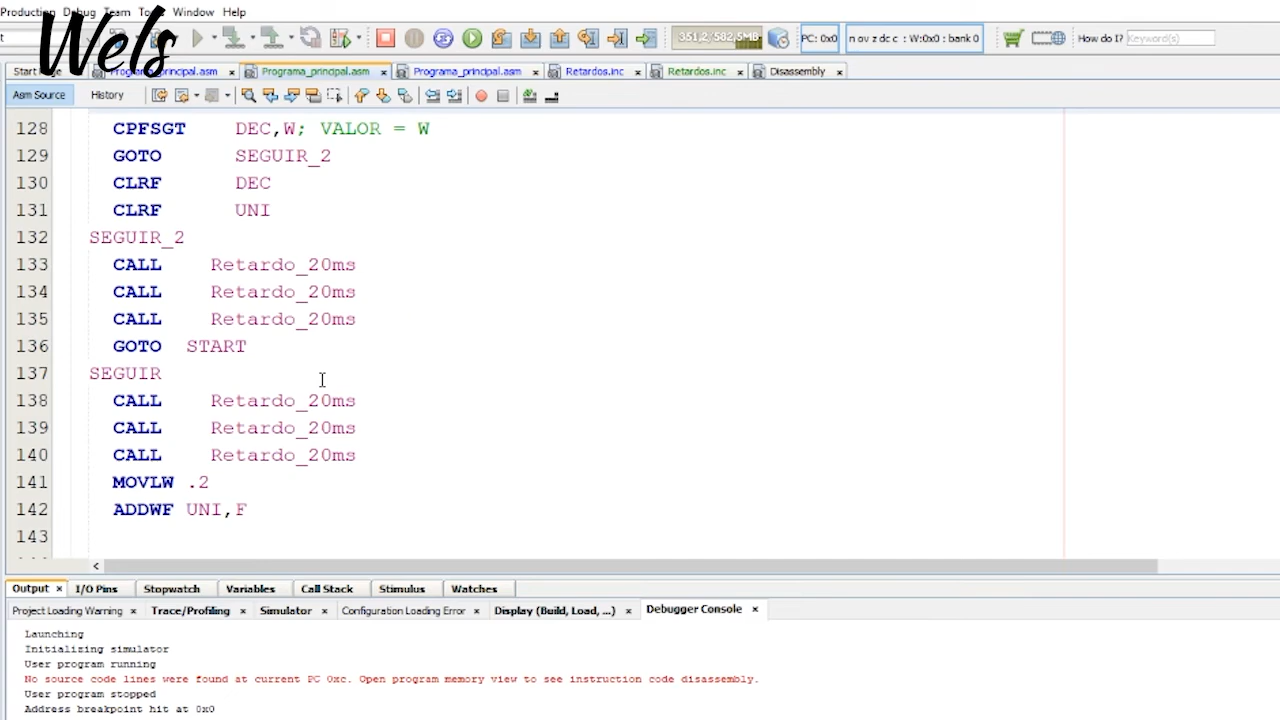 Production Debug Team Tools Window Help
Wels
351,2/582,5MB PC: 0x0 n ov z dc c : W:0x0 : bank 0 How do I? Keyword(s)
Start Page Programa_principal.asm Programa_principal.asm Programa_principal.asm Retardos.inc Retardos.inc Disassembly
Asm Source History
128 CPFSGT DEC,W; VALOR = W
129 GOTO SEGUIR_2
130 CLRF DEC
131 CLRF UNI
132 SEGUIR_2
133 CALL Retardo_20ms
134 CALL Retardo_20ms
135 CALL Retardo_20ms
136 GOTO START
137 SEGUIR
138 CALL Retardo_20ms
139 CALL Retardo_20ms
140 CALL Retardo_20ms
141 MOVLW .2
142 ADDWF UNI,F
143
Output I/O Pins Stopwatch Variables Call Stack Stimulus Watches
Project Loading Warning Trace/Profiling Simulator Configuration Loading Error Display (Build, Load, ...) Debugger Console
Launching
Initializing simulator
User program running
No source code lines were found at current PC 0xc. Open program memory view to see instruction code disassembly.
User program stopped
Address breakpoint hit at 0x0